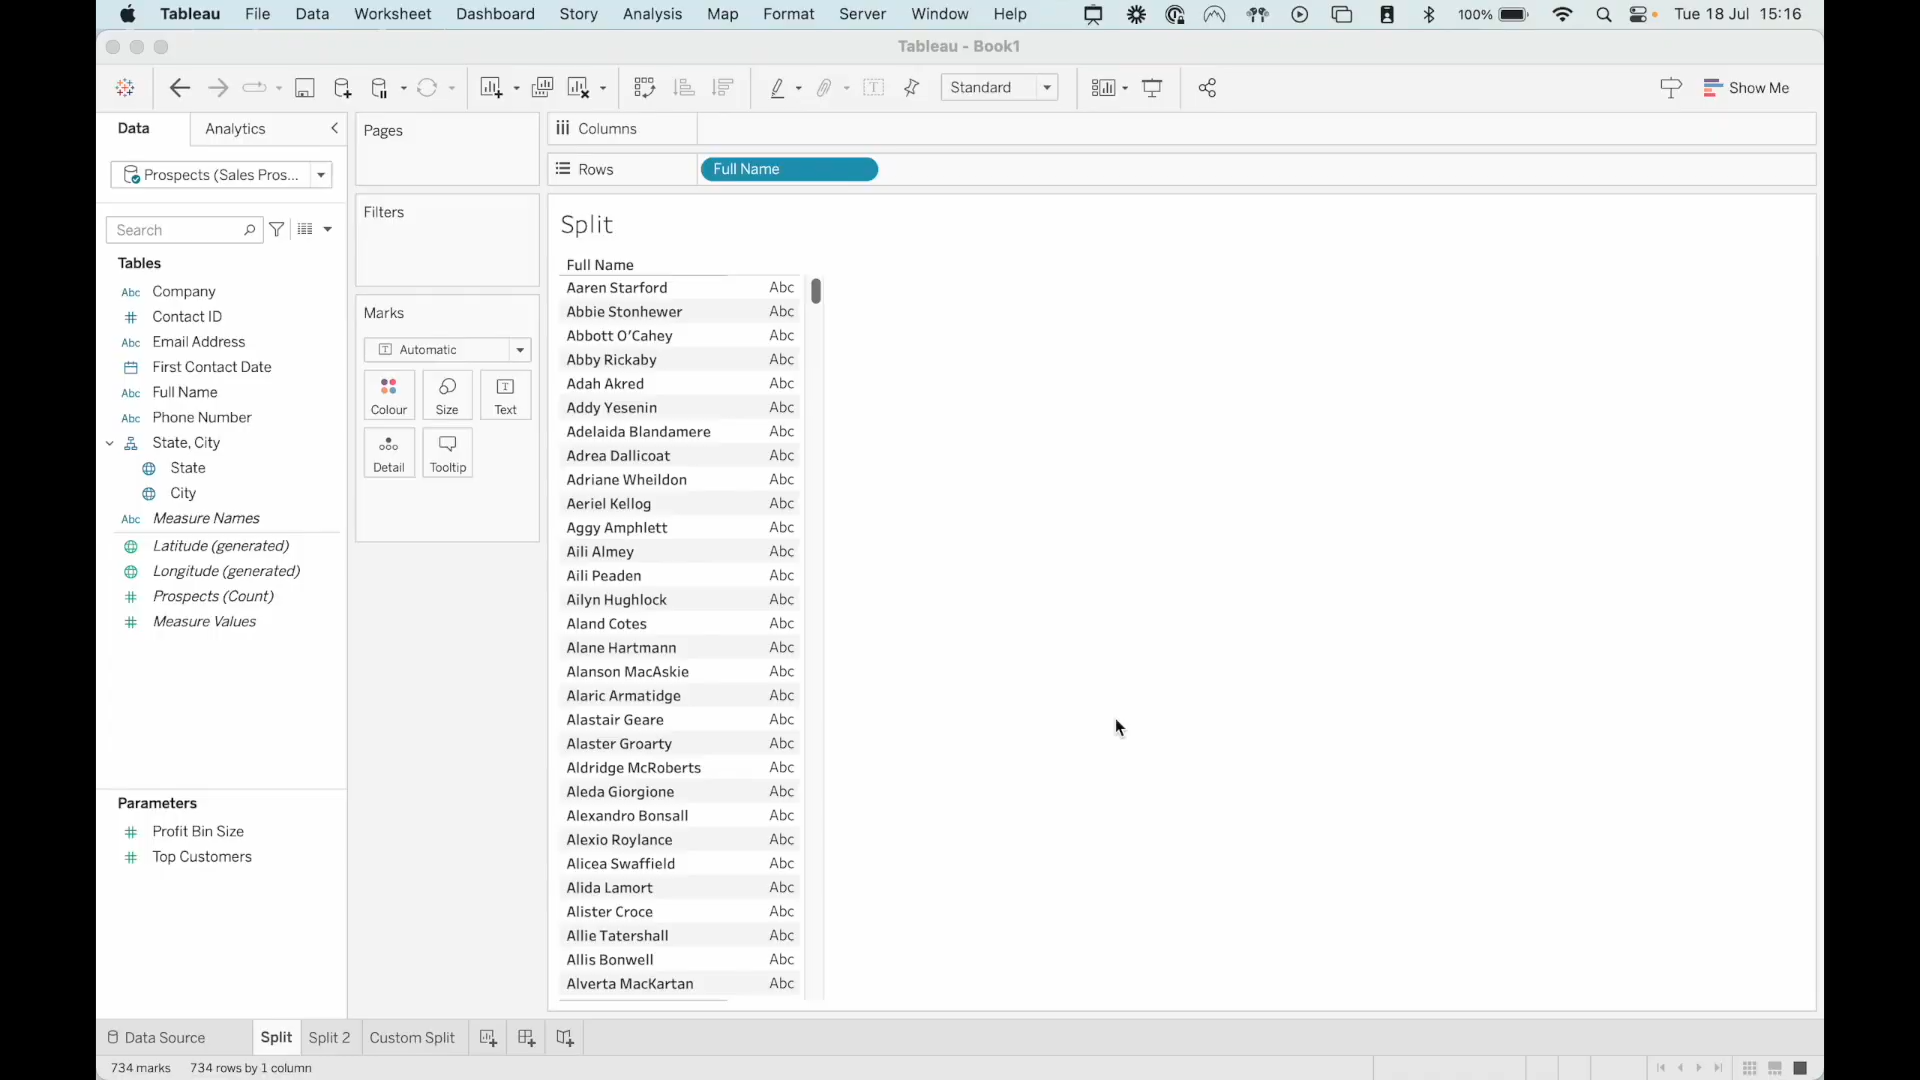 Tableau File Data Worksheet Dashboard Story Analysis Map Format Server Window Help 100% Tue 18 Jul 15:16
Tableau - Book1
Standard Show Me
Data Analytics
Pages
Columns
Prospects (Sales Pros...
Rows Full Name
Filters
Search
Split
Tables
Full Name
Company
Contact ID
Email Address
First Contact Date
Full Name
Phone Number
State, City
State
City
Measure Names
Latitude (generated)
Longitude (generated)
Prospects (Count)
Measure Values
Marks
Automatic
Colour Size Text
Detail Tooltip
Aaren Starford Abc
Abbie Stonhewer Abc
Abbott O'Cahey Abc
Abby Rickaby Abc
Adah Akred Abc
Addy Yesenin Abc
Adelaida Blandamere Abc
Adrea Dallicoat Abc
Adriane Wheildon Abc
Aeriel Kellog Abc
Aggy Amphlett Abc
Aili Almey Abc
Aili Peaden Abc
Ailyn Hughlock Abc
Aland Cotes Abc
Alane Hartmann Abc
Alanson MacAskie Abc
Alaric Armatidge Abc
Alastair Geare Abc
Alaster Groarty Abc
Aldridge McRoberts Abc
Aleda Giorgione Abc
Alexandro Bonsall Abc
Alexio Roylance Abc
Alicea Swaffield Abc
Alida Lamort Abc
Alister Croce Abc
Allie Tatershall Abc
Allis Bonwell Abc
Alverta MacKartan Abc
Parameters
Profit Bin Size
Top Customers
Data Source Split Split 2 Custom Split
734 marks 734 rows by 1 column